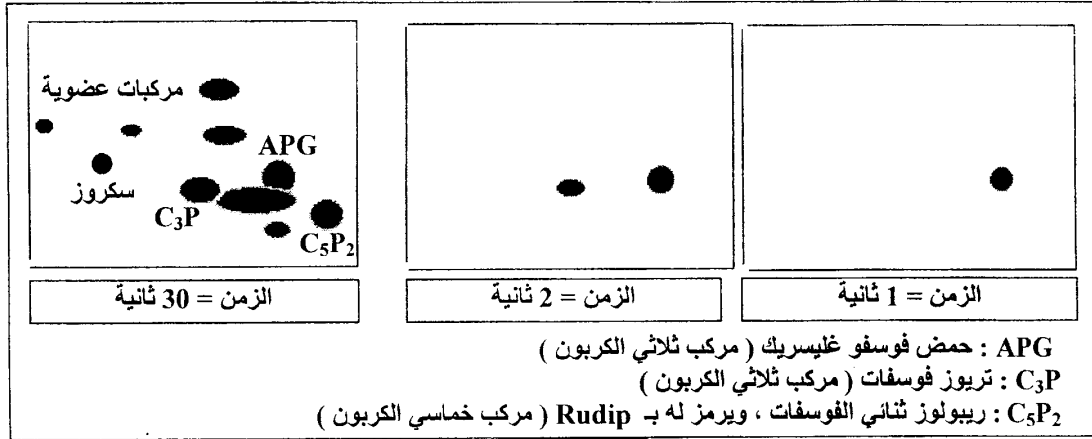 مركبات عضوية
APG
سكروز
C₃P
C₅P₂
الزمن = 1 ثانية
الزمن = 2 ثانية
الزمن = 30 ثانية
APG : حمض فوسفو غليسريك ( مركب ثلاثي الكربون )
C₃P : تريوز فوسفات ( مركب ثلاثي الكربون )
C₅P₂ : ريبولوز ثنائي الفوسفات ، ويرمز له بـ Rudip ( مركب خماسي الكربون )